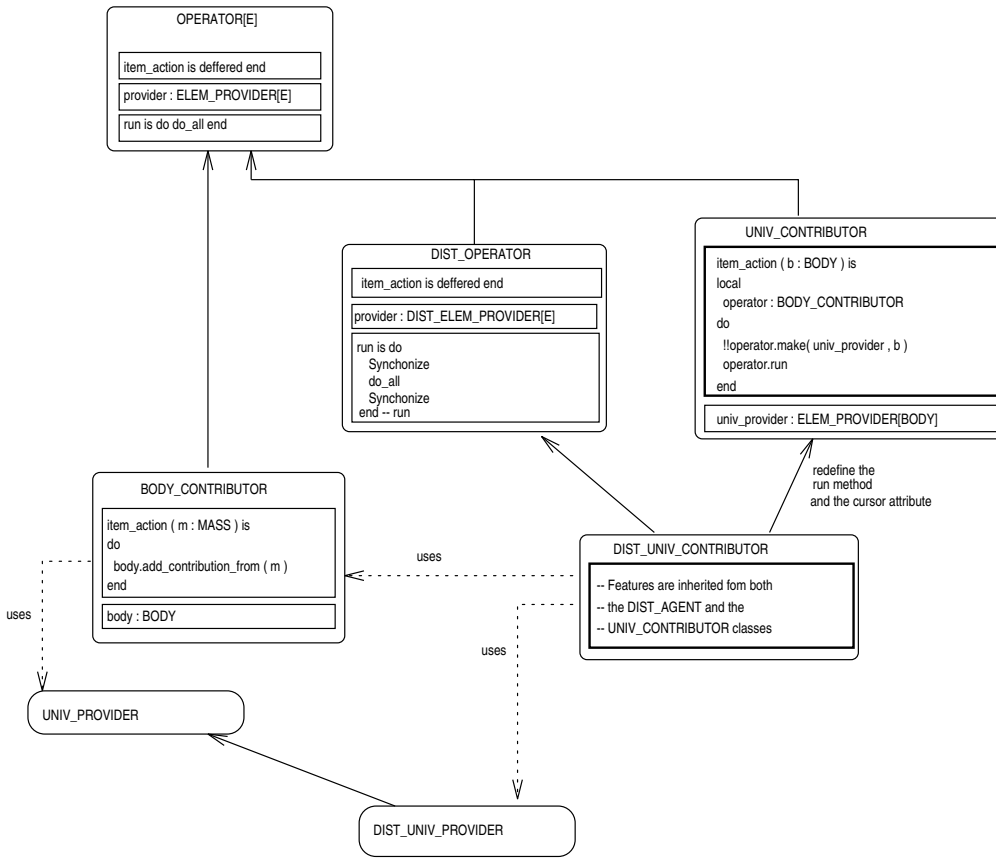 OPERATOR[E]
item_action is deffered end
provider : ELEM_PROVIDER[E]
run is do do_all end
DIST_OPERATOR
item_action is deffered end
provider : DIST_ELEM_PROVIDER[E]
run is do
Synchonize
do_all
Synchonize
end -- run
UNIV_CONTRIBUTOR
item_action ( b : BODY ) is
local
operator : BODY_CONTRIBUTOR
do
!!operator.make( univ_provider , b )
operator.run
end
univ_provider : ELEM_PROVIDER[BODY]
redefine the
run method
and the cursor attribute
BODY_CONTRIBUTOR
item_action ( m : MASS ) is
do
body.add_contribution_from ( m )
end
body : BODY
uses
uses
DIST_UNIV_CONTRIBUTOR
-- Features are inherited fom both
-- the DIST_AGENT and the
-- UNIV_CONTRIBUTOR classes
uses
UNIV_PROVIDER
DIST_UNIV_PROVIDER